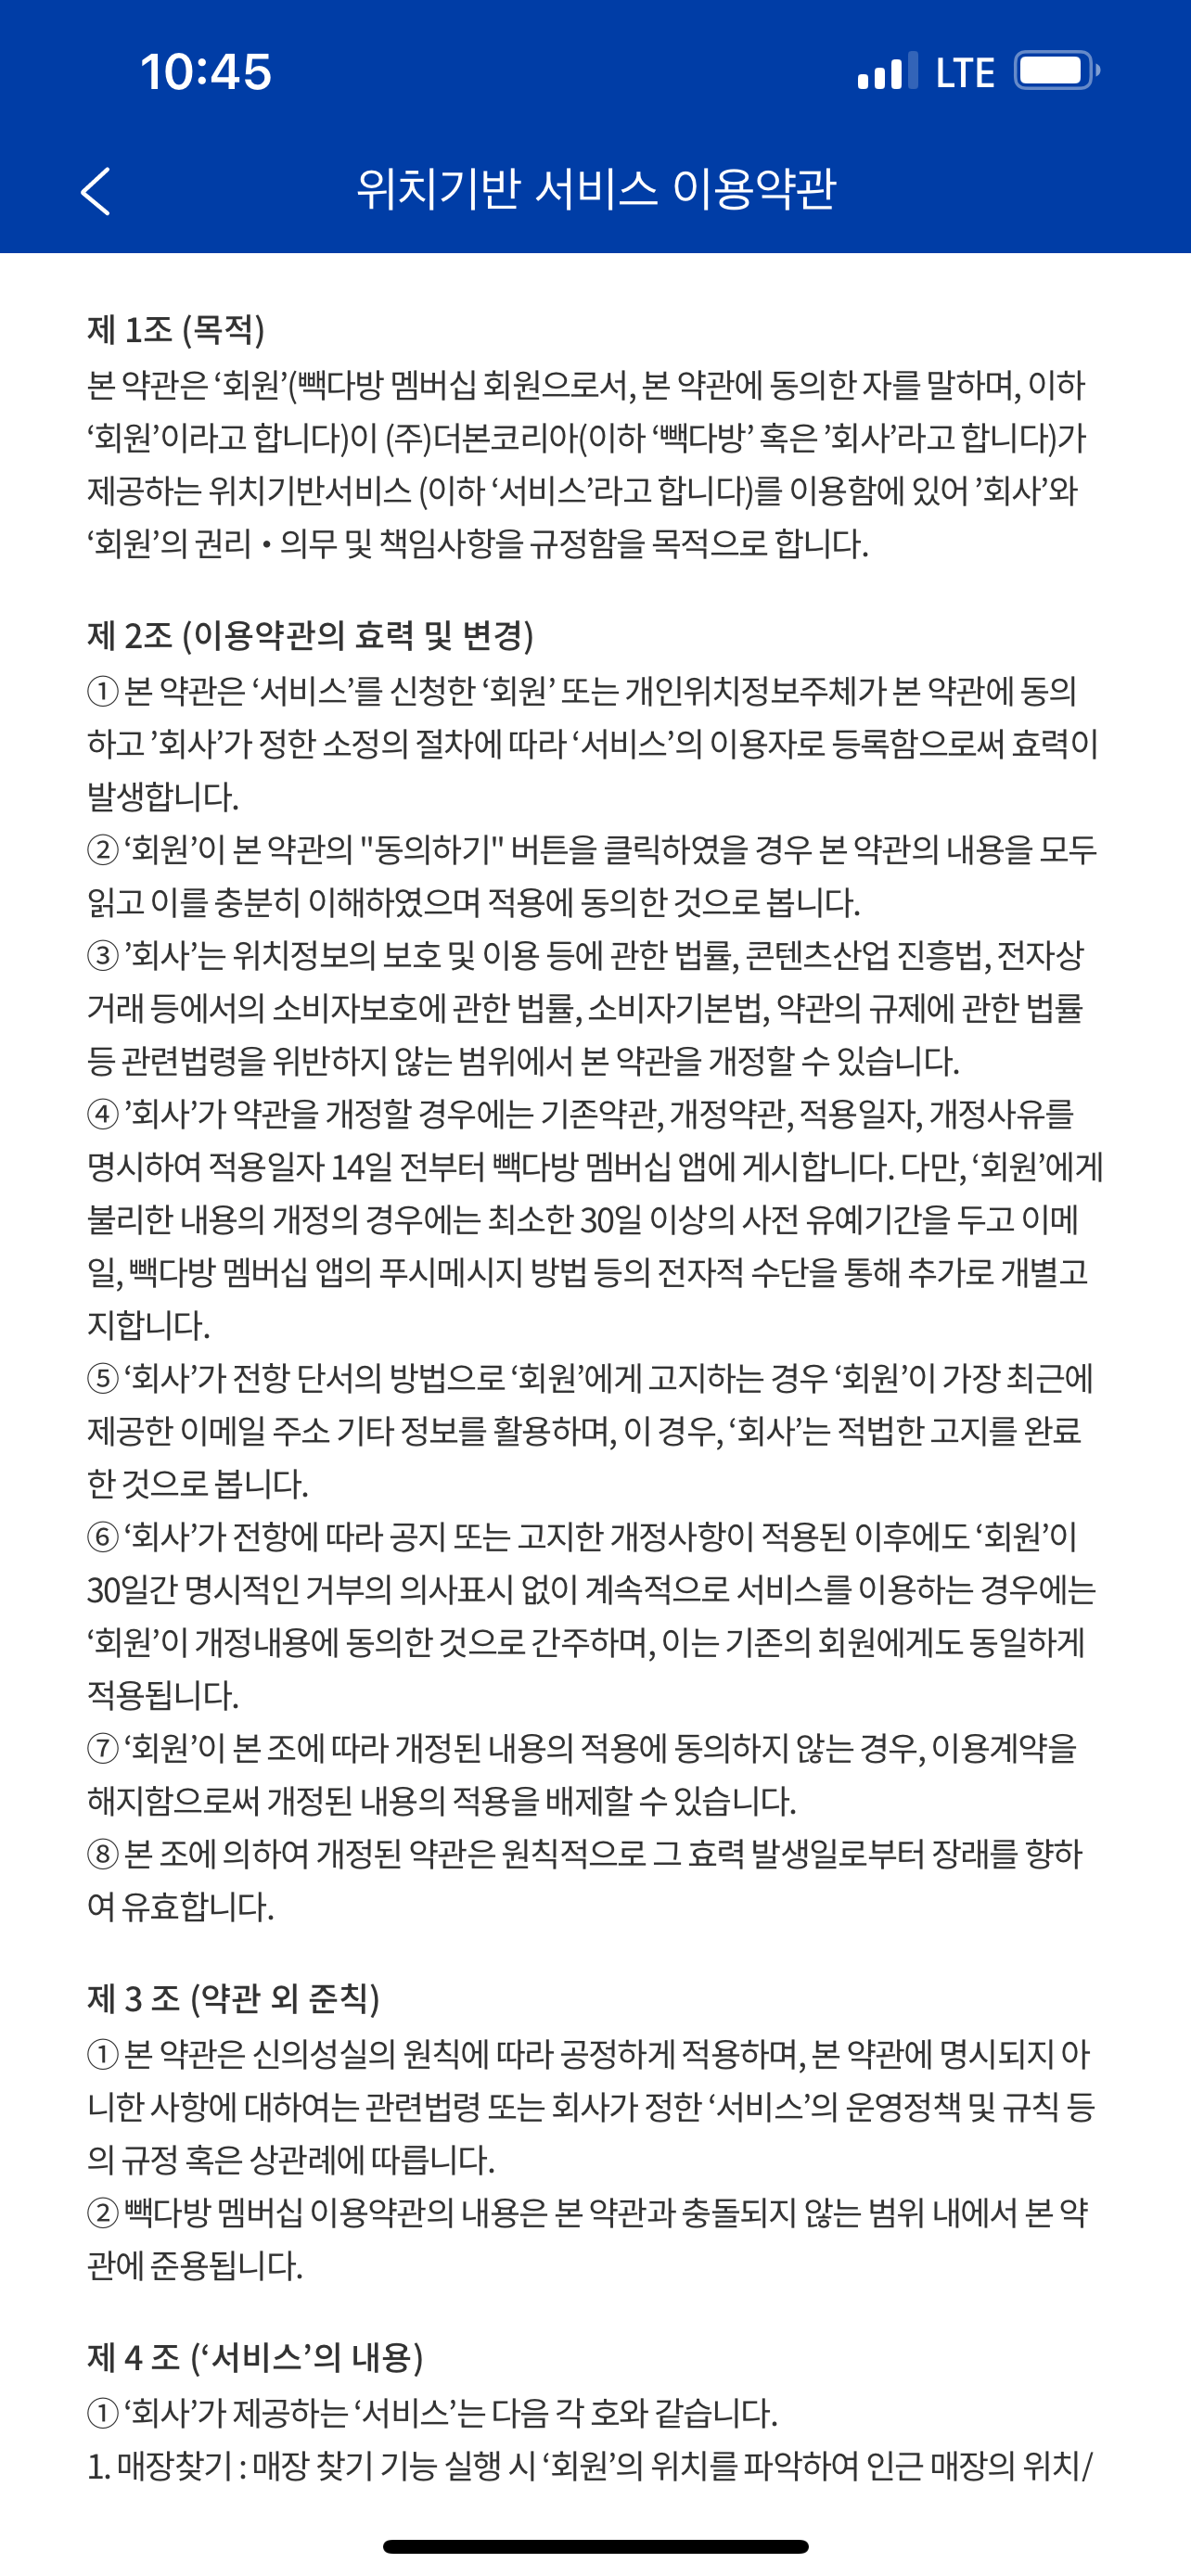 10:45
LTE
위치기반 서비스 이용약관
제 1조 (목적)
본 약관은 ‘회원’(빽다방 멤버십 회원으로서, 본 약관에 동의한 자를 말하며, 이하
‘회원’이라고 합니다)이 (주)더본코리아(이하 ‘빽다방’ 혹은 ’회사’라고 합니다)가
제공하는 위치기반서비스 (이하 ‘서비스’라고 합니다)를 이용함에 있어 ’회사’와
‘회원’의 권리・의무 및 책임사항을 규정함을 목적으로 합니다.
제 2조 (이용약관의 효력 및 변경)
① 본 약관은 ‘서비스’를 신청한 ‘회원’ 또는 개인위치정보주체가 본 약관에 동의
하고 ’회사’가 정한 소정의 절차에 따라 ‘서비스’의 이용자로 등록함으로써 효력이
발생합니다.
② ‘회원’이 본 약관의 "동의하기" 버튼을 클릭하였을 경우 본 약관의 내용을 모두
읽고 이를 충분히 이해하였으며 적용에 동의한 것으로 봅니다.
③ ’회사’는 위치정보의 보호 및 이용 등에 관한 법률, 콘텐츠산업 진흥법, 전자상
거래 등에서의 소비자보호에 관한 법률, 소비자기본법, 약관의 규제에 관한 법률
등 관련법령을 위반하지 않는 범위에서 본 약관을 개정할 수 있습니다.
④ ’회사’가 약관을 개정할 경우에는 기존약관, 개정약관, 적용일자, 개정사유를
명시하여 적용일자 14일 전부터 빽다방 멤버십 앱에 게시합니다. 다만, ‘회원’에게
불리한 내용의 개정의 경우에는 최소한 30일 이상의 사전 유예기간을 두고 이메
일, 빽다방 멤버십 앱의 푸시메시지 방법 등의 전자적 수단을 통해 추가로 개별고
지합니다.
⑤ ‘회사’가 전항 단서의 방법으로 ‘회원’에게 고지하는 경우 ‘회원’이 가장 최근에
제공한 이메일 주소 기타 정보를 활용하며, 이 경우, ‘회사’는 적법한 고지를 완료
한 것으로 봅니다.
⑥ ‘회사’가 전항에 따라 공지 또는 고지한 개정사항이 적용된 이후에도 ‘회원’이
30일간 명시적인 거부의 의사표시 없이 계속적으로 서비스를 이용하는 경우에는
‘회원’이 개정내용에 동의한 것으로 간주하며, 이는 기존의 회원에게도 동일하게
적용됩니다.
⑦ ‘회원’이 본 조에 따라 개정된 내용의 적용에 동의하지 않는 경우, 이용계약을
해지함으로써 개정된 내용의 적용을 배제할 수 있습니다.
⑧ 본 조에 의하여 개정된 약관은 원칙적으로 그 효력 발생일로부터 장래를 향하
여 유효합니다.
제 3 조 (약관 외 준칙)
① 본 약관은 신의성실의 원칙에 따라 공정하게 적용하며, 본 약관에 명시되지 아
니한 사항에 대하여는 관련법령 또는 회사가 정한 ‘서비스’의 운영정책 및 규칙 등
의 규정 혹은 상관례에 따릅니다.
② 빽다방 멤버십 이용약관의 내용은 본 약관과 충돌되지 않는 범위 내에서 본 약
관에 준용됩니다.
제 4 조 (‘서비스’의 내용)
① ‘회사’가 제공하는 ‘서비스’는 다음 각 호와 같습니다.
1. 매장찾기 : 매장 찾기 기능 실행 시 ‘회원’의 위치를 파악하여 인근 매장의 위치/